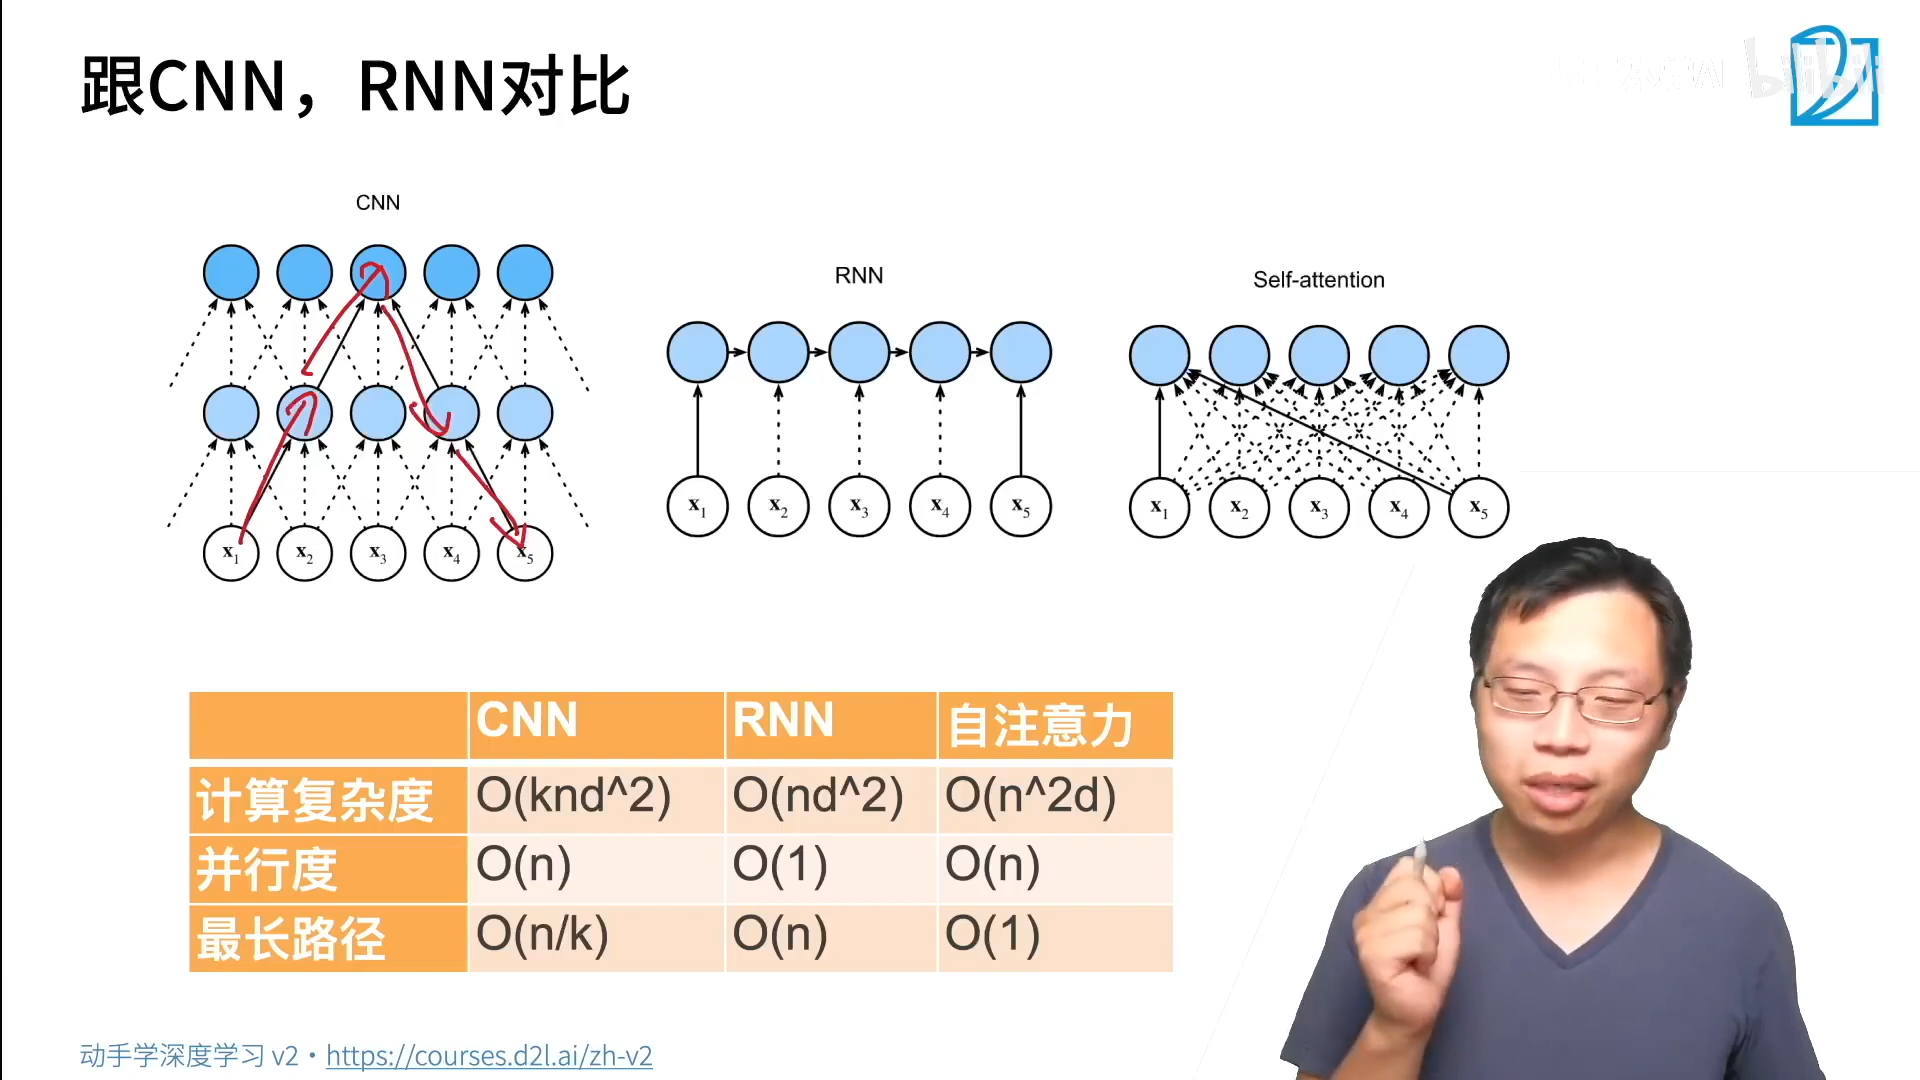 跟CNN，RNN对比
bilibili
CNN
RNN
Self-attention
x1 x2 x3 x4 x5
x1 x2 x3 x4 x5
x1 x2 x3 x4 x5
CNN RNN 自注意力
计算复杂度 O(knd^2) O(nd^2) O(n^2d)
并行度 O(n) O(1) O(n)
最长路径 O(n/k) O(n) O(1)
动手学深度学习 v2 · https://courses.d2l.ai/zh-v2